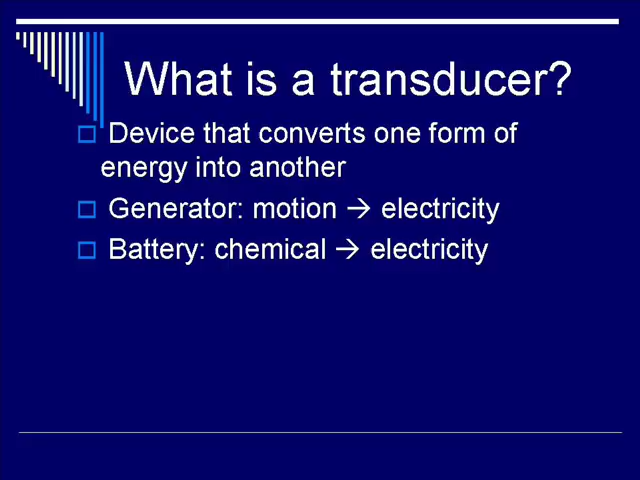 What is a transducer?
Device that converts one form of
energy into another
Generator: motion → electricity
Battery: chemical → electricity